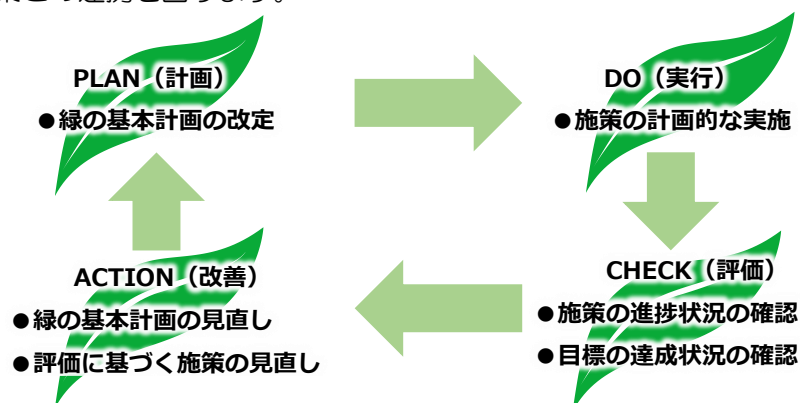 PLAN（計画）
●緑の基本計画の改定
DO（実行）
●施策の計画的な実施
CHECK（評価）
●施策の進捗状況の確認
●目標の達成状況の確認
ACTION（改善）
●緑の基本計画の見直し
●評価に基づく施策の見直し